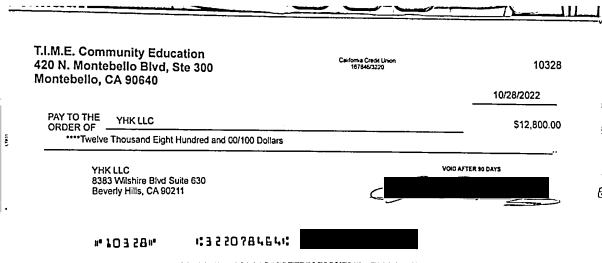 T.I.M.E. Community Education
420 N. Montebello Blvd, Ste 300
Montebello, CA 90640
California Credit Union
167846/3220
10328
10/28/2022
PAY TO THE
ORDER OF YHK LLC
$12,800.00
****Twelve Thousand Eight Hundred and 00/100 Dollars
YHK LLC
8383 Wilshire Blvd Suite 630
Beverly Hills, CA 90211
VOID AFTER 90 DAYS
⑈10328⑈ ⑆322078464⑆